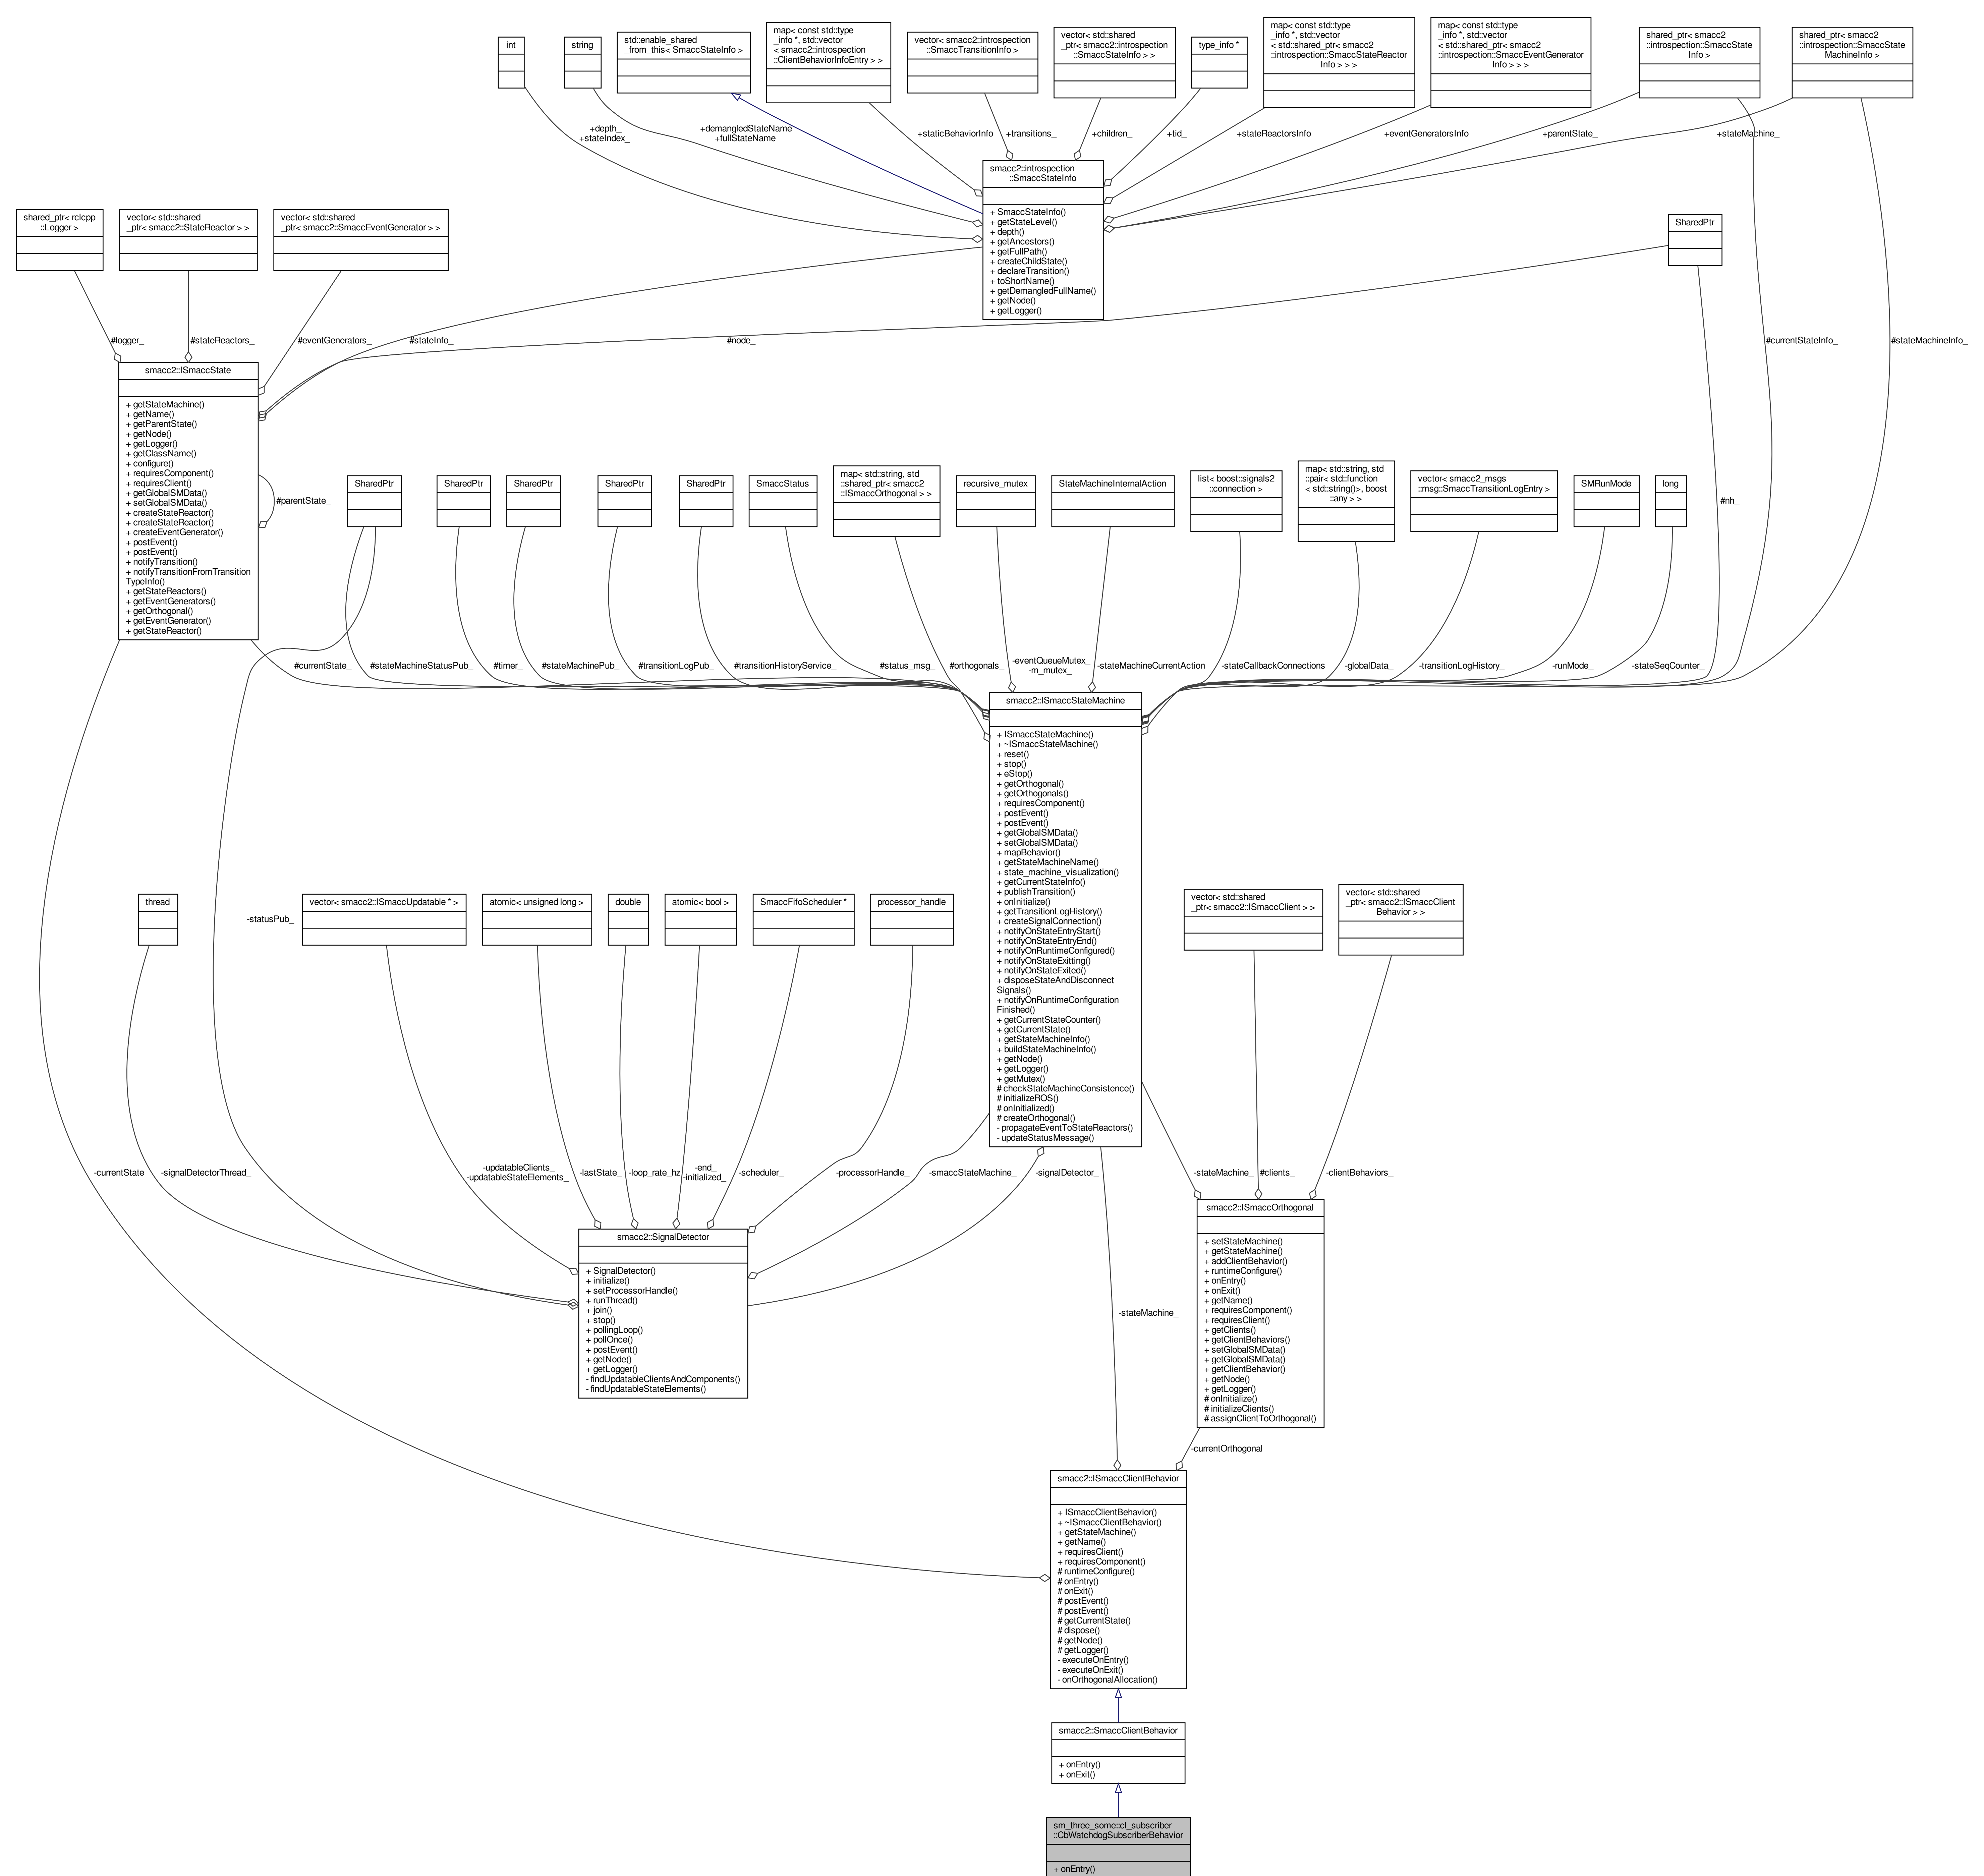 int
string
std::enable_shared
_from_this< SmaccStateInfo >
map< const std::type
_info *, std::vector
< smacc2::introspection
::ClientBehaviorInfoEntry > >
vector< smacc2::introspection
::SmaccTransitionInfo >
vector< std::shared
_ptr< smacc2::introspection
::SmaccStateInfo > >
type_info *
map< const std::type
_info *, std::vector
< std::shared_ptr< smacc2
::introspection::SmaccStateReactor
Info > > >
map< const std::type
_info *, std::vector
< std::shared_ptr< smacc2
::introspection::SmaccEventGenerator
Info > > >
shared_ptr< smacc2
::introspection::SmaccState
Info >
shared_ptr< smacc2
::introspection::SmaccState
MachineInfo >
+depth_
+stateIndex_
+demangledStateName
+fullStateName
+staticBehaviorInfo
+transitions_
+children_
+tid_
+stateReactorsInfo
+eventGeneratorsInfo
+parentState_
+stateMachine_
smacc2::introspection
::SmaccStateInfo
+ SmaccStateInfo()
+ getStateLevel()
+ depth()
+ getAncestors()
+ getFullPath()
+ createChildState()
+ declareTransition()
+ toShortName()
+ getDemangledFullName()
+ getNode()
+ getLogger()
shared_ptr< rclcpp
::Logger >
vector< std::shared
_ptr< smacc2::StateReactor > >
vector< std::shared
_ptr< smacc2::SmaccEventGenerator > >
SharedPtr
#logger_
#stateReactors_
#eventGenerators_
#stateInfo_
#node_
#currentStateInfo_
#stateMachineInfo_
smacc2::ISmaccState
+ getStateMachine()
+ getName()
+ getParentState()
+ getNode()
+ getLogger()
+ getClassName()
+ configure()
+ requiresComponent()
+ requiresClient()
+ getGlobalSMData()
+ setGlobalSMData()
+ createStateReactor()
+ createStateReactor()
+ createEventGenerator()
+ postEvent()
+ postEvent()
+ notifyTransition()
+ notifyTransitionFromTransition
TypeInfo()
+ getStateReactors()
+ getEventGenerators()
+ getOrthogonal()
+ getEventGenerator()
+ getStateReactor()
#parentState_
SharedPtr
SharedPtr
SharedPtr
SharedPtr
SharedPtr
SmaccStatus
map< std::string, std
::shared_ptr< smacc2
::ISmaccOrthogonal > >
recursive_mutex
StateMachineInternalAction
list< boost::signals2
::connection >
map< std::string, std
::pair< std::function
< std::string()>, boost
::any > >
vector< smacc2_msgs
::msg::SmaccTransitionLogEntry >
SMRunMode
long
#nh_
#currentState_
#stateMachineStatusPub_
#timer_
#stateMachinePub_
#transitionLogPub_
#transitionHistoryService_
#status_msg_
#orthogonals_
-eventQueueMutex_
-m_mutex_
-stateMachineCurrentAction
-stateCallbackConnections
-globalData_
-transitionLogHistory_
-runMode_
-stateSeqCounter_
smacc2::ISmaccStateMachine
+ ISmaccStateMachine()
+ ~ISmaccStateMachine()
+ reset()
+ stop()
+ eStop()
+ getOrthogonal()
+ getOrthogonals()
+ requiresComponent()
+ postEvent()
+ postEvent()
+ getGlobalSMData()
+ setGlobalSMData()
+ mapBehavior()
+ getStateMachineName()
+ state_machine_visualization()
+ getCurrentStateInfo()
+ publishTransition()
+ onInitialize()
+ getTransitionLogHistory()
+ createSignalConnection()
+ notifyOnStateEntryStart()
+ notifyOnStateEntryEnd()
+ notifyOnRuntimeConfigured()
+ notifyOnStateExitting()
+ notifyOnStateExited()
+ disposeStateAndDisconnect
Signals()
+ notifyOnRuntimeConfiguration
Finished()
+ getCurrentStateCounter()
+ getCurrentState()
+ getStateMachineInfo()
+ buildStateMachineInfo()
+ getNode()
+ getLogger()
+ getMutex()
# checkStateMachineConsistence()
# initializeROS()
# onInitialized()
# createOrthogonal()
- propagateEventToStateReactors()
- updateStatusMessage()
thread
-statusPub_
vector< smacc2::ISmaccUpdatable * >
atomic< unsigned long >
double
atomic< bool >
SmaccFifoScheduler *
processor_handle
vector< std::shared
_ptr< smacc2::ISmaccClient > >
vector< std::shared
_ptr< smacc2::ISmaccClient
Behavior > >
-currentState
-signalDetectorThread_
-updatableClients_
-updatableStateElements_
-lastState_
-loop_rate_hz
-end_
-initialized_
-scheduler_
-processorHandle_
-smaccStateMachine_
-signalDetector_
-stateMachine_
#clients_
-clientBehaviors_
smacc2::SignalDetector
+ SignalDetector()
+ initialize()
+ setProcessorHandle()
+ runThread()
+ join()
+ stop()
+ pollingLoop()
+ pollOnce()
+ postEvent()
+ getNode()
+ getLogger()
- findUpdatableClientsAndComponents()
- findUpdatableStateElements()
smacc2::ISmaccOrthogonal
+ setStateMachine()
+ getStateMachine()
+ addClientBehavior()
+ runtimeConfigure()
+ onEntry()
+ onExit()
+ getName()
+ requiresComponent()
+ requiresClient()
+ getClients()
+ getClientBehaviors()
+ setGlobalSMData()
+ getGlobalSMData()
+ getClientBehavior()
+ getNode()
+ getLogger()
# onInitialize()
# initializeClients()
# assignClientToOrthogonal()
-stateMachine_
-currentOrthogonal
smacc2::ISmaccClientBehavior
+ ISmaccClientBehavior()
+ ~ISmaccClientBehavior()
+ getStateMachine()
+ getName()
+ requiresClient()
+ requiresComponent()
# runtimeConfigure()
# onEntry()
# onExit()
# postEvent()
# postEvent()
# getCurrentState()
# dispose()
# getNode()
# getLogger()
- executeOnEntry()
- executeOnExit()
- onOrthogonalAllocation()
smacc2::SmaccClientBehavior
+ onEntry()
+ onExit()
sm_three_some::cl_subscriber
::CbWatchdogSubscriberBehavior
+ onEntry()